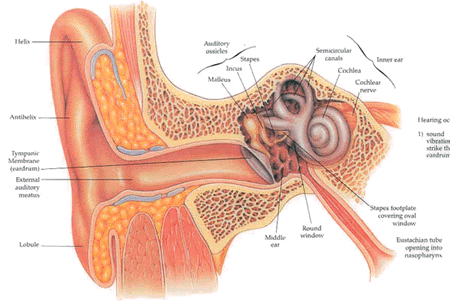 Helix
Antihelix
Tympanic
Membrane
(eardrum)
External
auditory
meatus
Lobule
Auditory
ossicles
Stapes
Incus
Malleus
Semicircular
canals
Inner ear
Cochlea
Cochlear
nerve
Stapes footplate
covering oval
window
Round
window
Middle
ear
Eustachian tube
opening into
nasopharynx
Hearing oc
1) sound
vibration
strike th
eardrum